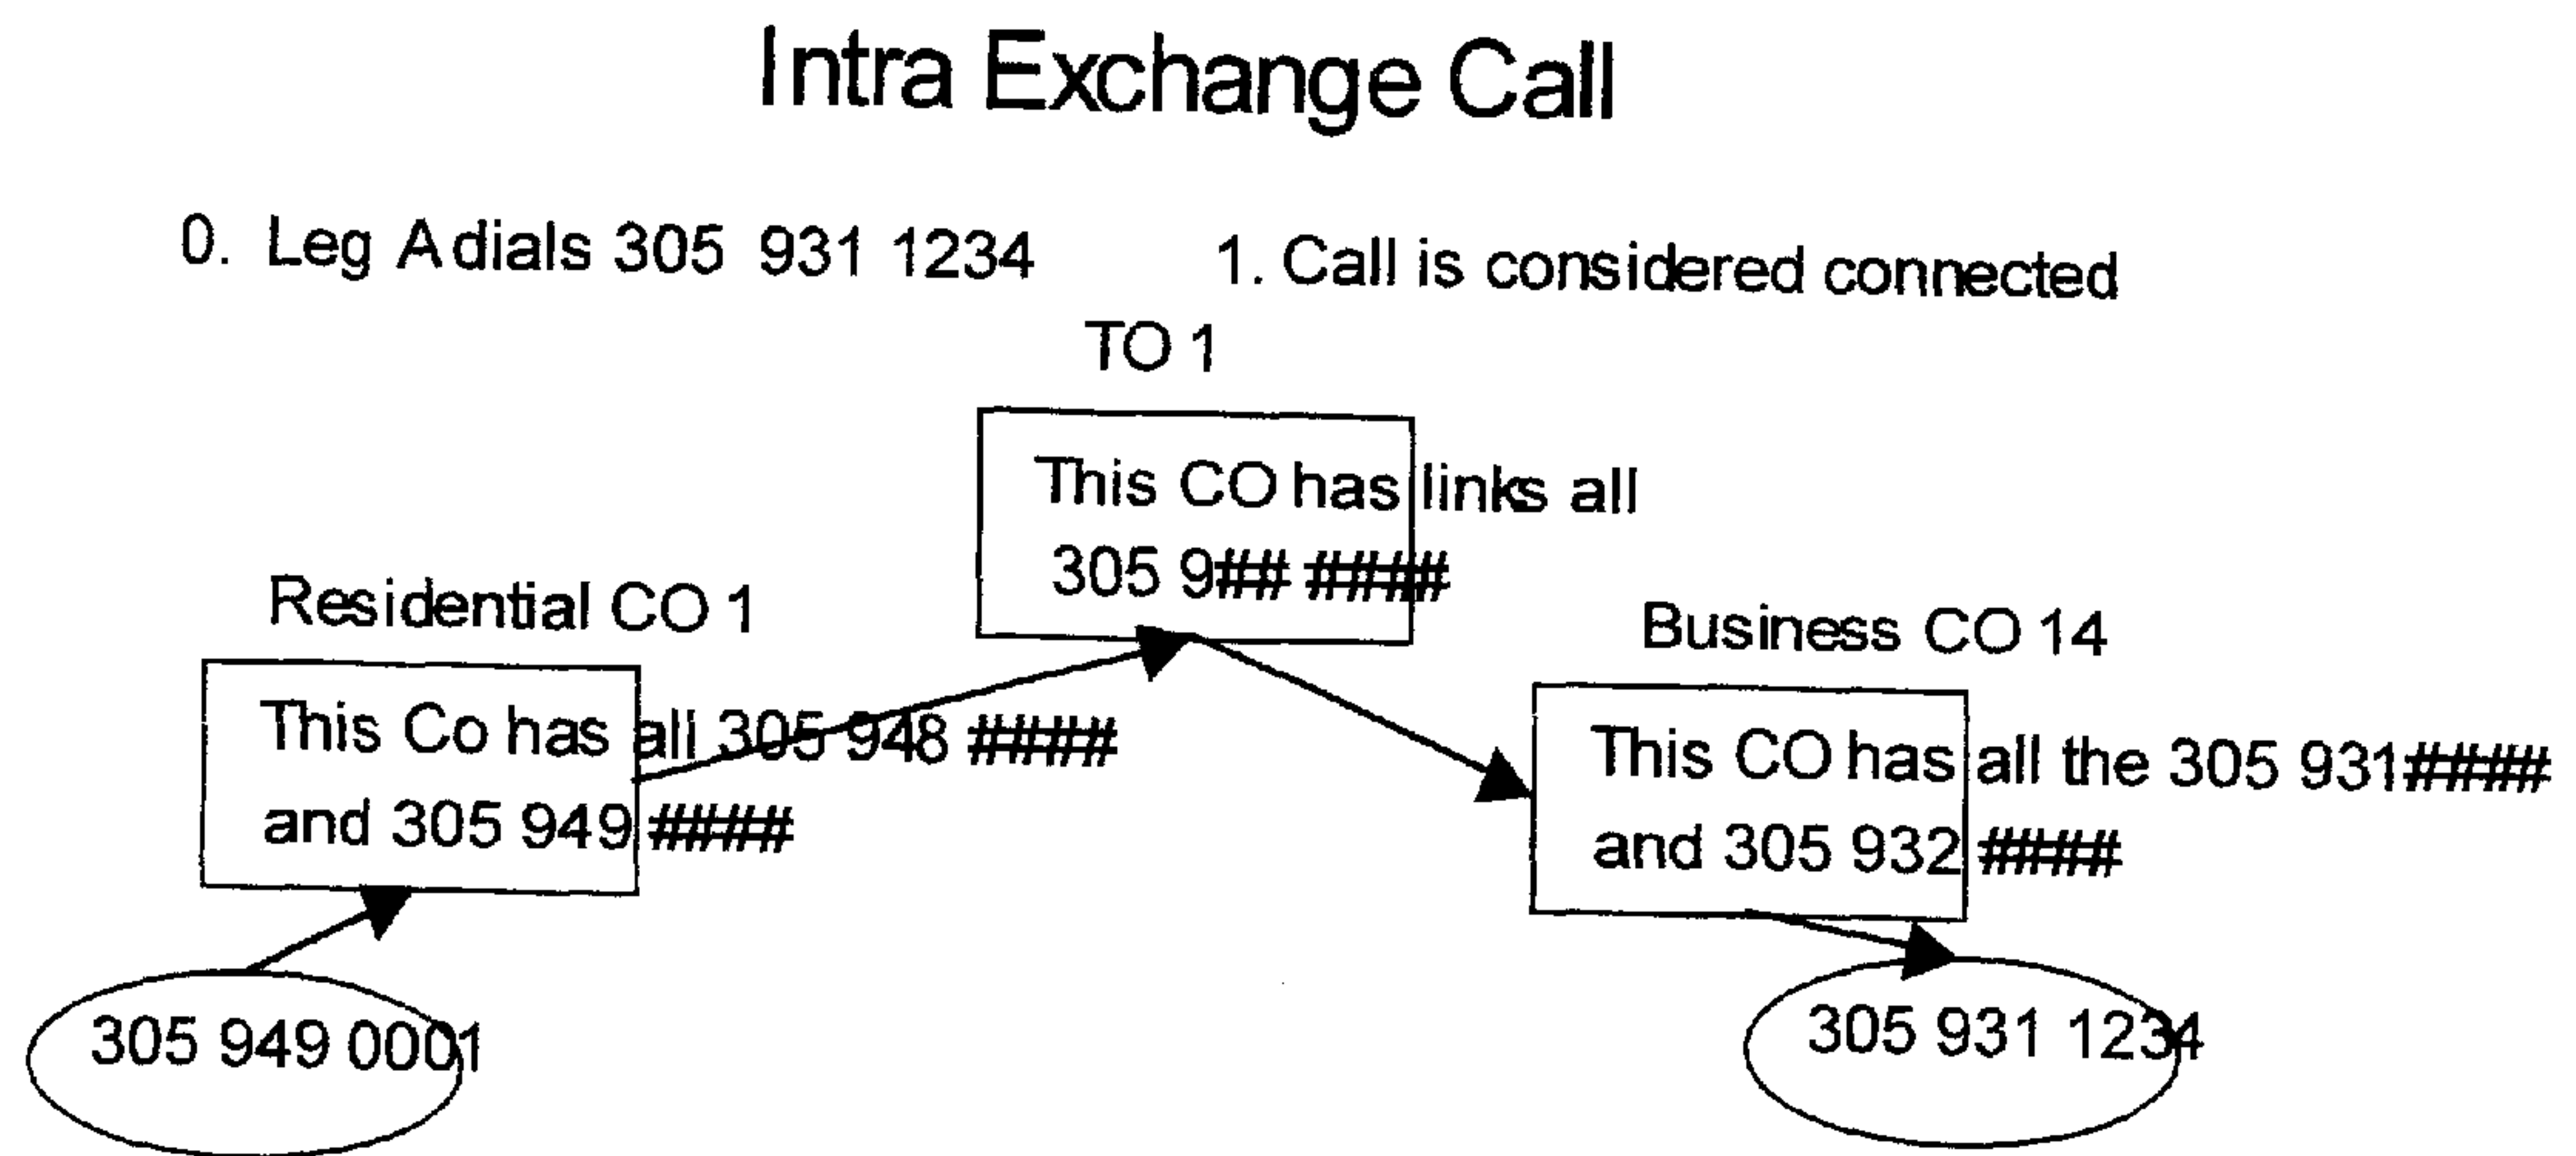 Intra Exchange Call
0. Leg A dials 305 931 1234
1. Call is considered connected
TO 1
This CO has links all
305 9## ####
Residential CO 1
This Co has all 305 948 ####
and 305 949 ####
Business CO 14
This CO has all the 305 931####
and 305 932 ####
305 949 0001
305 931 1234